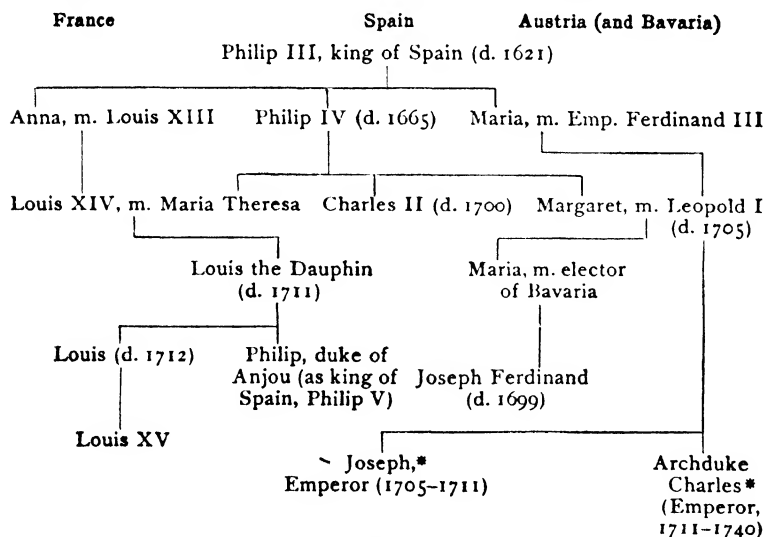 France Spain Austria (and Bavaria)
Philip III, king of Spain (d. 1621)
Anna, m. Louis XIII Philip IV (d. 1665) Maria, m. Emp. Ferdinand III
Louis XIV, m. Maria Theresa Charles II (d. 1700) Margaret, m. Leopold I
(d. 1705)
Louis the Dauphin
(d. 1711)
Maria, m. elector
of Bavaria
Louis (d. 1712)
Philip, duke of
Anjou (as king of
Spain, Philip V)
Joseph Ferdinand
(d. 1699)
Louis XV
Joseph,*
Emperor (1705–1711)
Archduke
Charles*
(Emperor,
1711–1740)